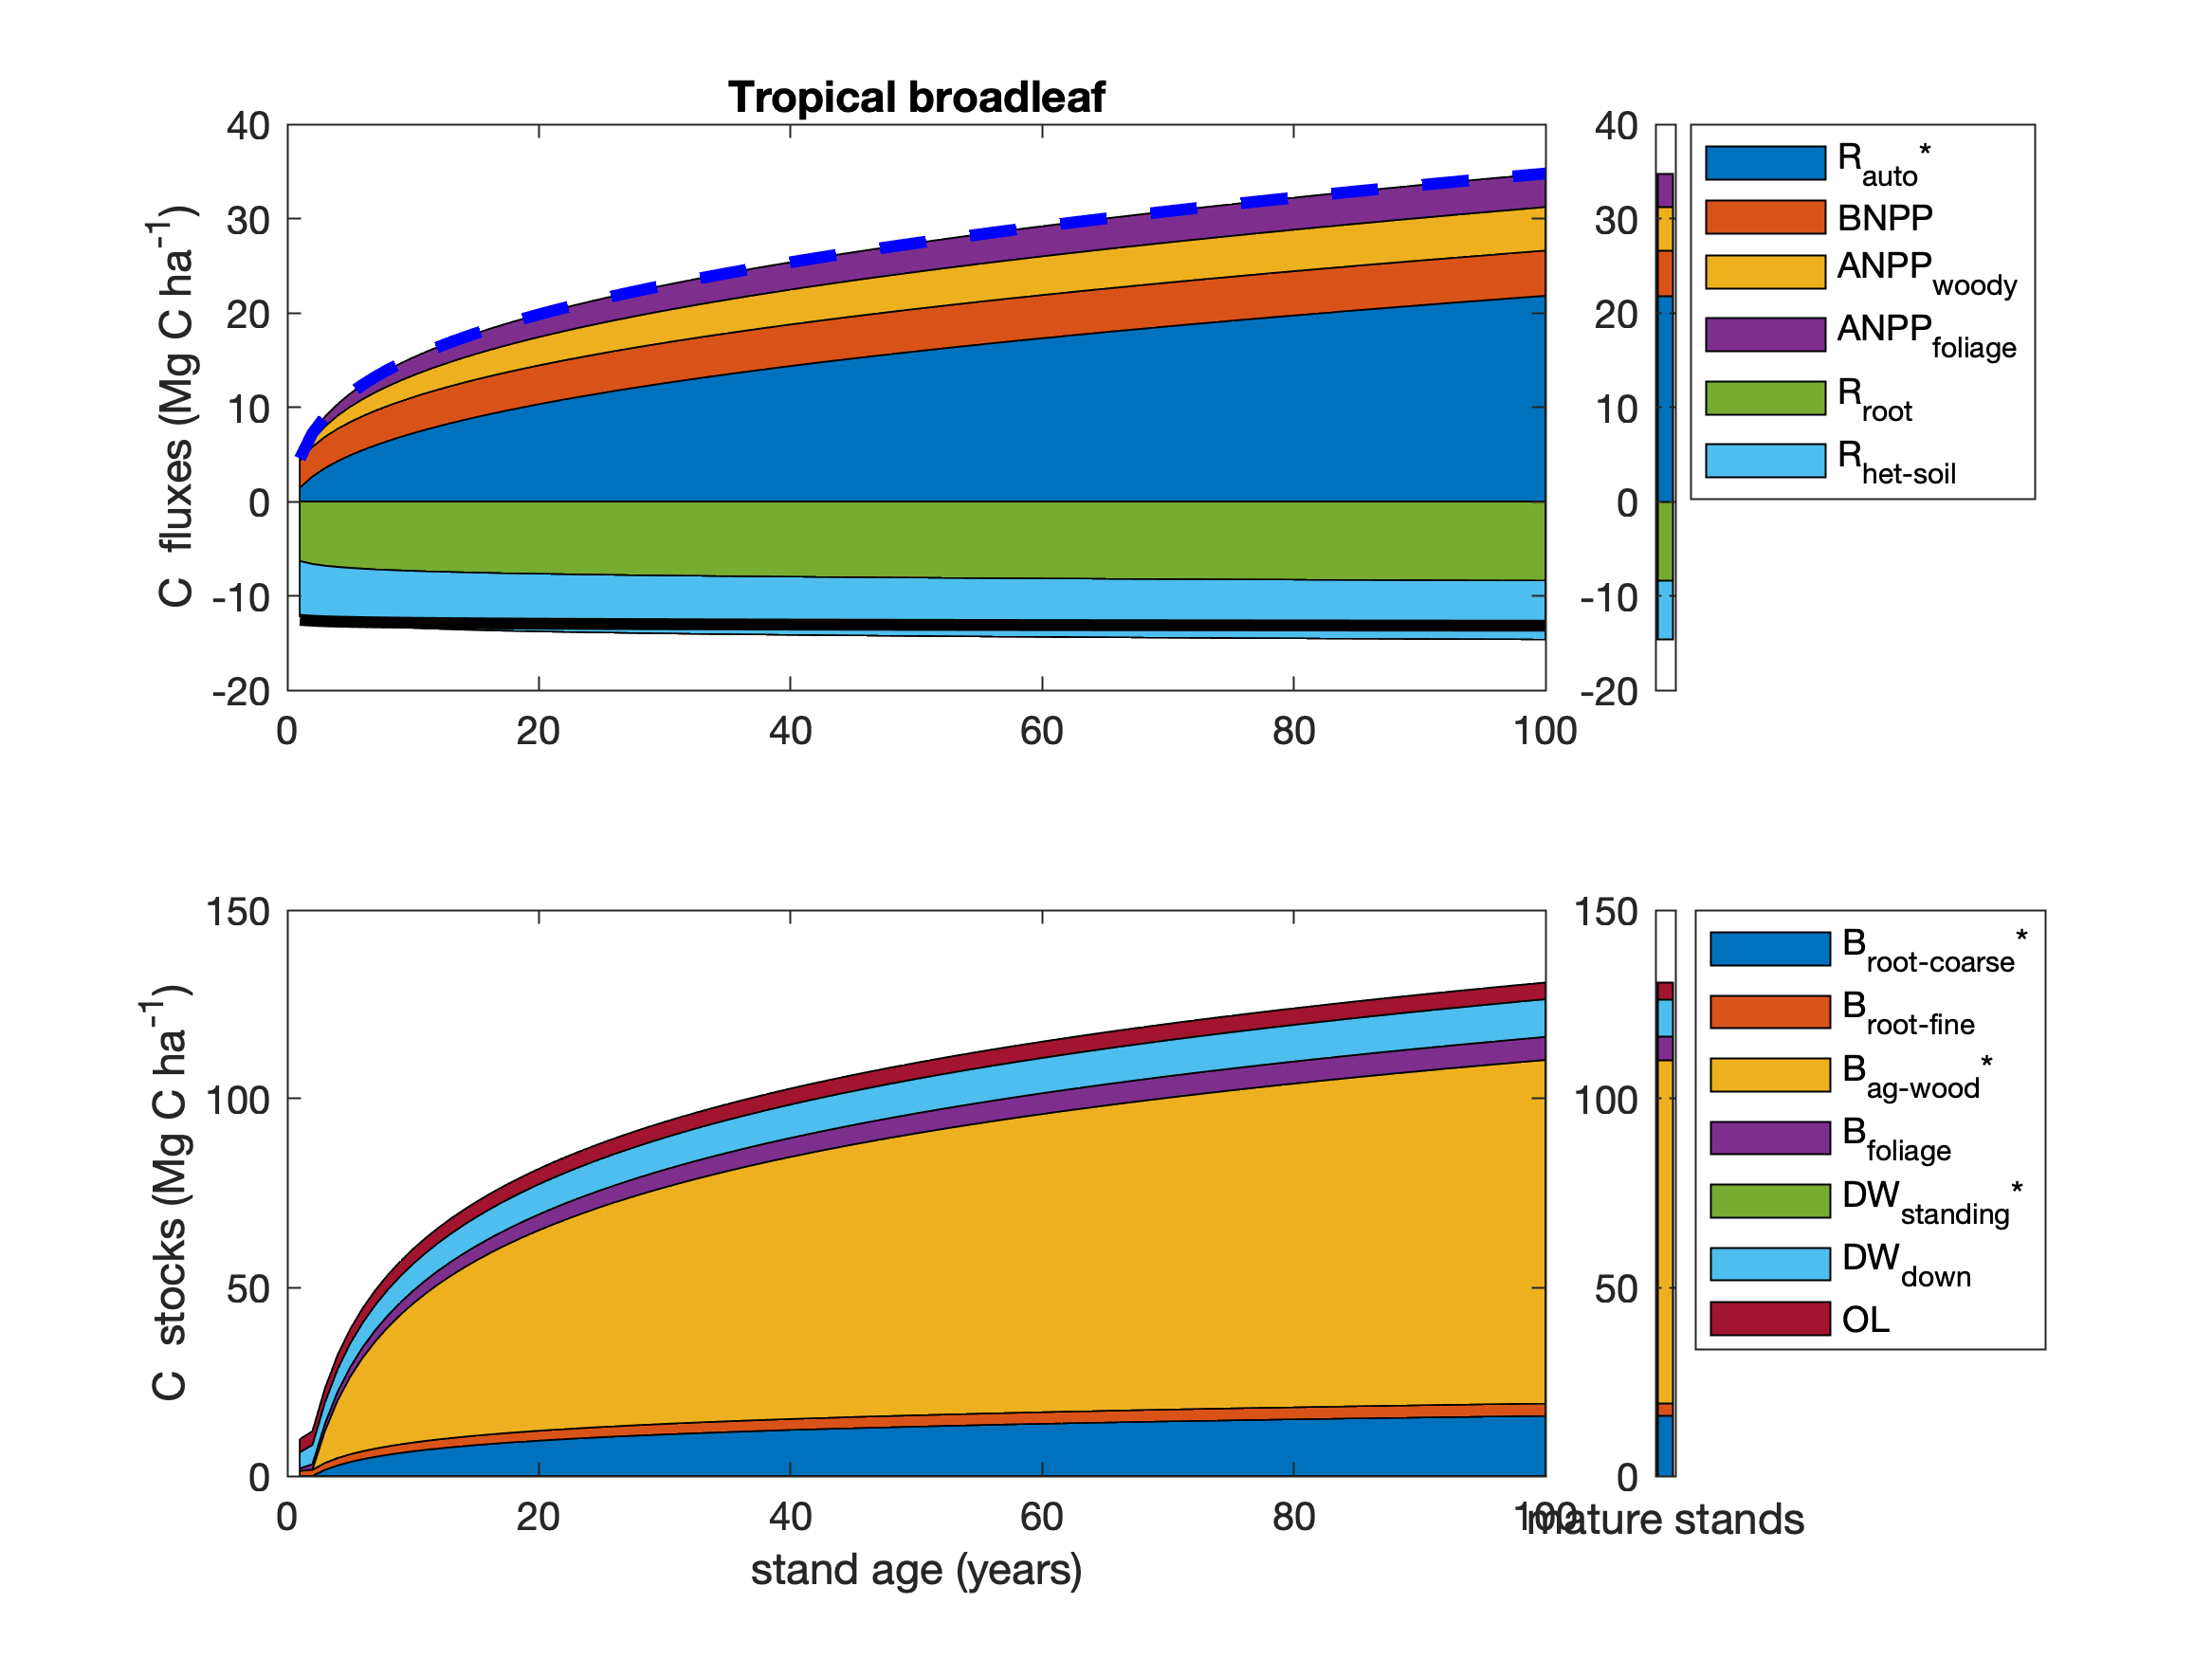 Tropical broadleaf
C fluxes (Mg C ha-1)
40
30
20
10
0
-10
-20
0 20 40 60 80 100
40
30
20
10
0
-10
-20
Rauto*
BNPP
ANPPwoody
ANPPfoliage
Rroot
Rhet-soil
C stocks (Mg C ha-1)
150
100
50
0
0 20 40 60 80 100
stand age (years)
150
100
50
0
mature stands
Broot-coarse*
Broot-fine
Bag-wood*
Bfoliage
DWstanding*
DWdown
OL